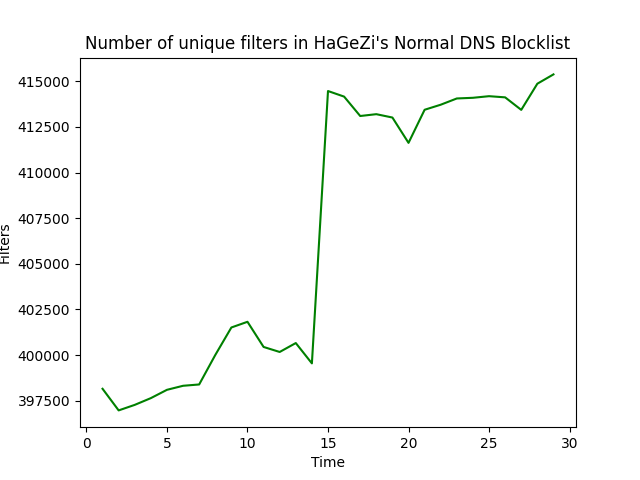 Number of unique filters in HaGeZi's Normal DNS Blocklist
415000
412500
410000
407500
405000
402500
400000
397500
Filters
0 5 10 15 20 25 30
Time